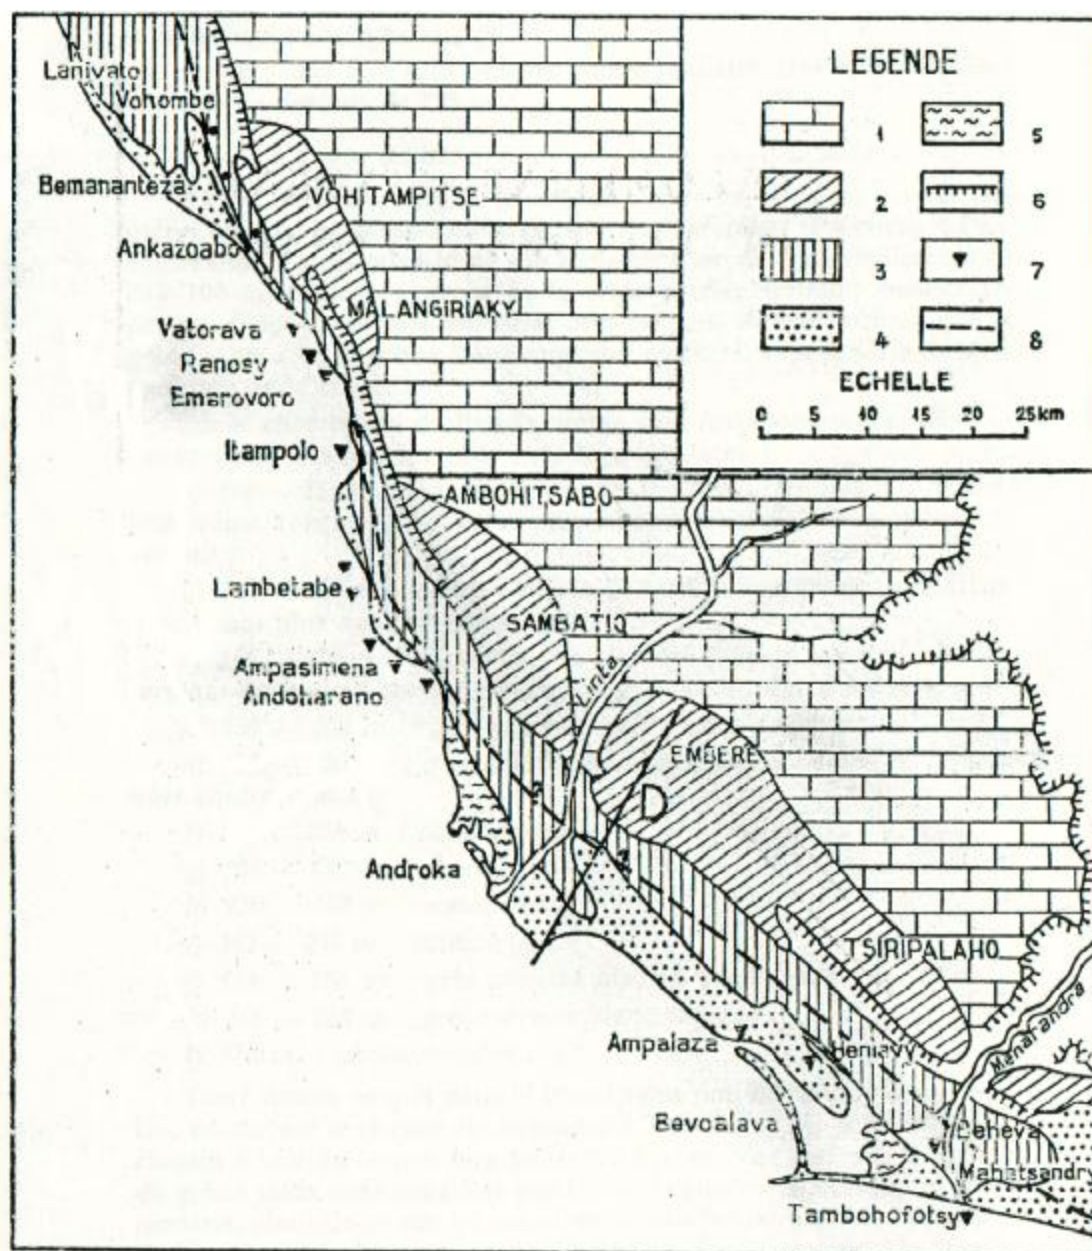 LEGENDE
1
5
2
6
3
7
4
8
ECHELLE
0 5 10 15 20 25km
Lanivato
Vohombe
Bemananteza
VOHITAMPITSE
Ankazoabo
MALANGIRIAKY
Vatorava
Ranosy
Emarovoro
Itampolo
AMBOHITSABO
Lambetabe
SAMBATIO
Linta
Ampasimena
Andoharano
EMBERE
Androka
SIRIPALAHO
Menarandra
Ampalaza
Heniavy
Bevoalava
Beheva
Mahatsandry
Tambohofotsy